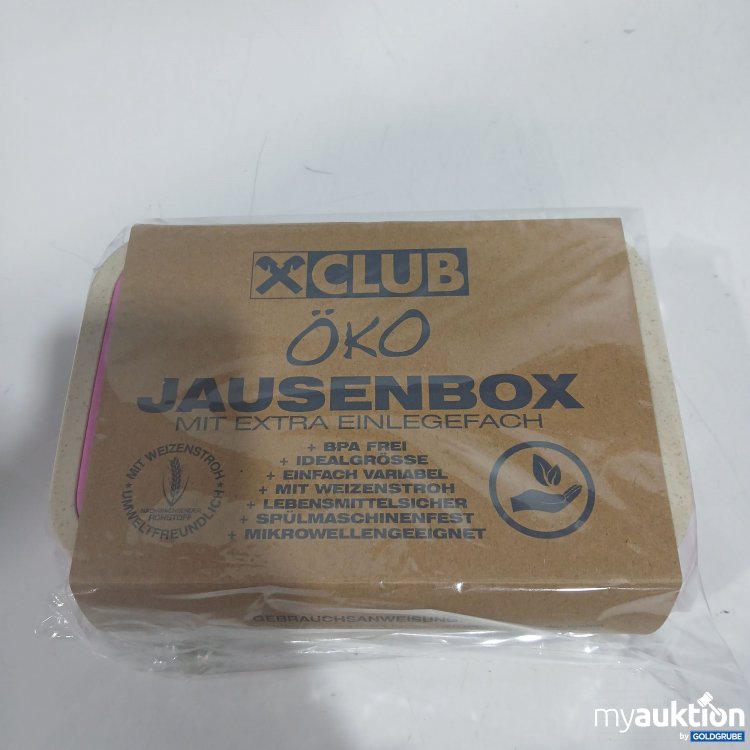 CLUB
ÖKO
JAUSENBOX
MIT EXTRA EINLEGEFACH
+ BPA FREI
+ IDEALGRÖSSE
+ EINFACH VARIABEL
+ MIT WEIZENSTROH
+ LEBENSMITTELSICHER
+ SPÜLMASCHINENFEST
+ MIKROWELLENGEEIGNET
MIT WEIZENSTROH
NACHWACHSENDER
ROHSTOFF
UMWELTFREUNDLICH
GEBRAUCHSANWEISUNG
myauktion
by GOLDGRUBE